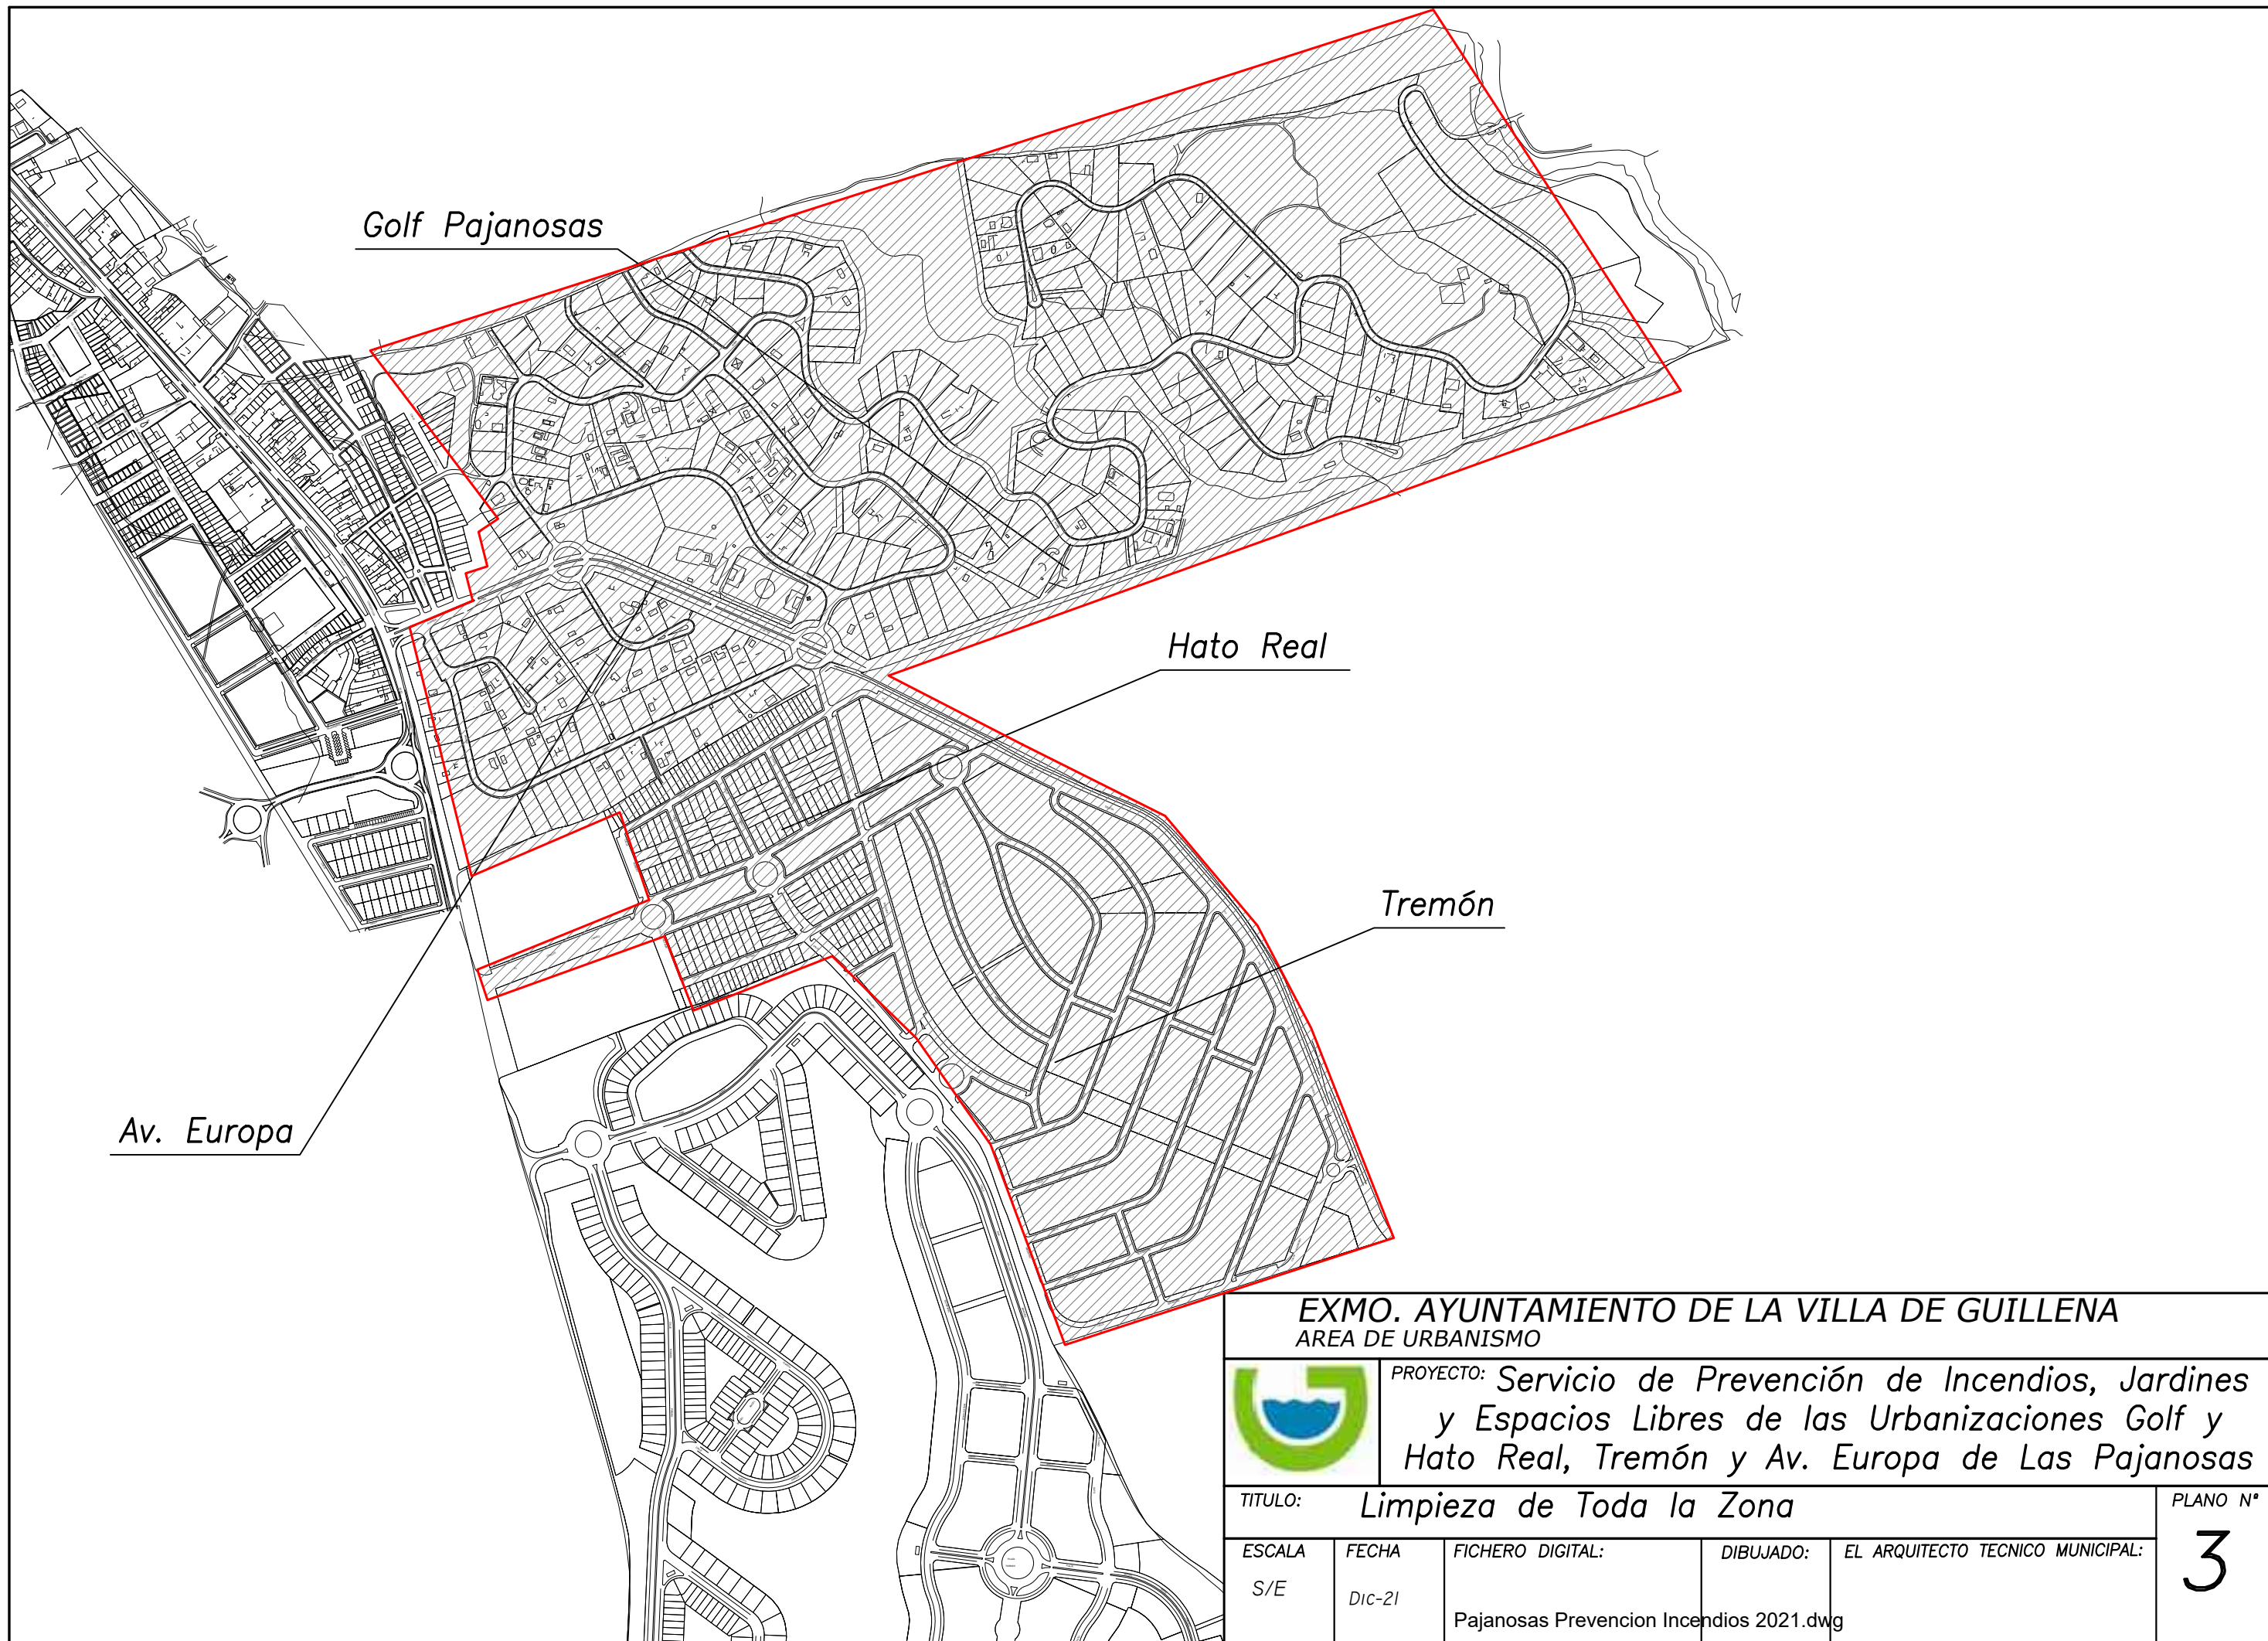 Golf Pajanosas
Hato Real
Tremón
Av. Europa
EXMO. AYUNTAMIENTO DE LA VILLA DE GUILLENA
AREA DE URBANISMO
PROYECTO: Servicio de Prevención de Incendios, Jardines
y Espacios Libres de las Urbanizaciones Golf y
Hato Real, Tremón y Av. Europa de Las Pajanosas
TITULO: Limpieza de Toda la Zona
PLANO Nº
3
ESCALA
S/E
FECHA
Dic-21
FICHERO DIGITAL:
Pajanosas Prevencion Incendios 2021.dwg
DIBUJADO:
EL ARQUITECTO TECNICO MUNICIPAL: